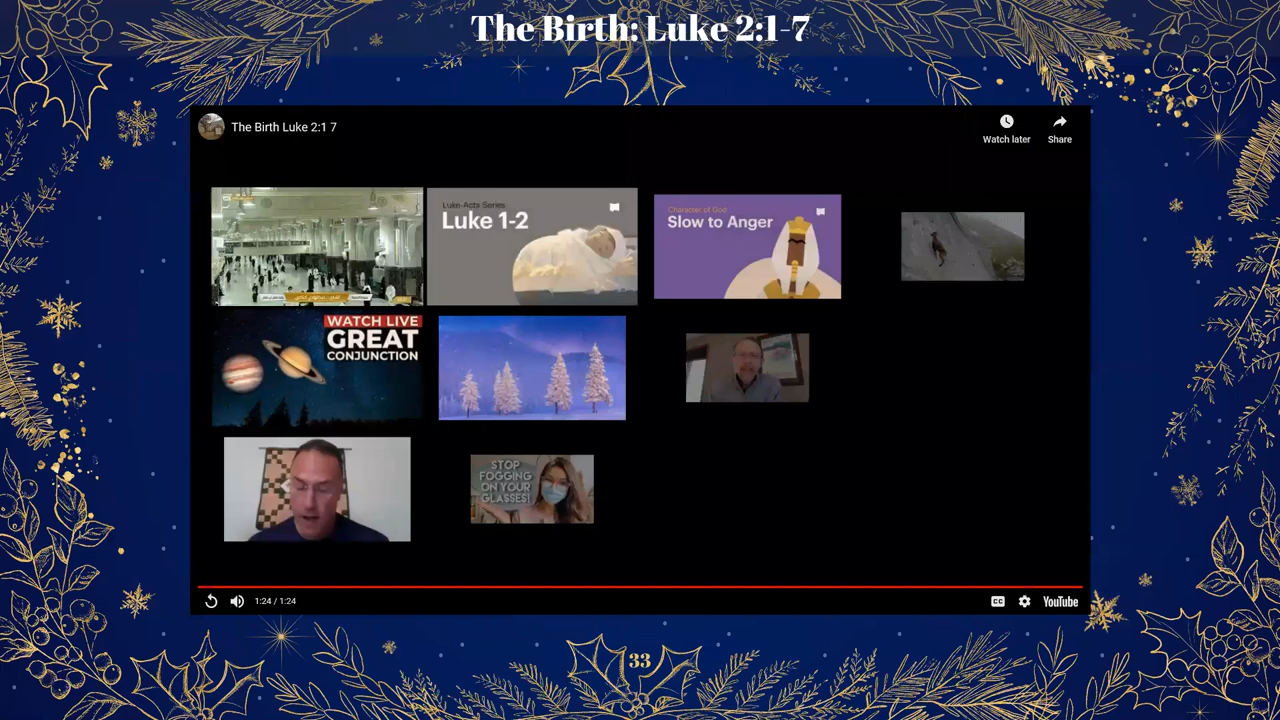 The Birth: Luke 2:1-7
The Birth Luke 2:1 7
Watch later
Share
Luke-Acts Series
Luke 1-2
Character of God
Slow to Anger
WATCH LIVE
GREAT
CONJUNCTION
STOP
FOGGING
ON YOUR
GLASSES!
1:24 / 1:24
CC
YouTube
33